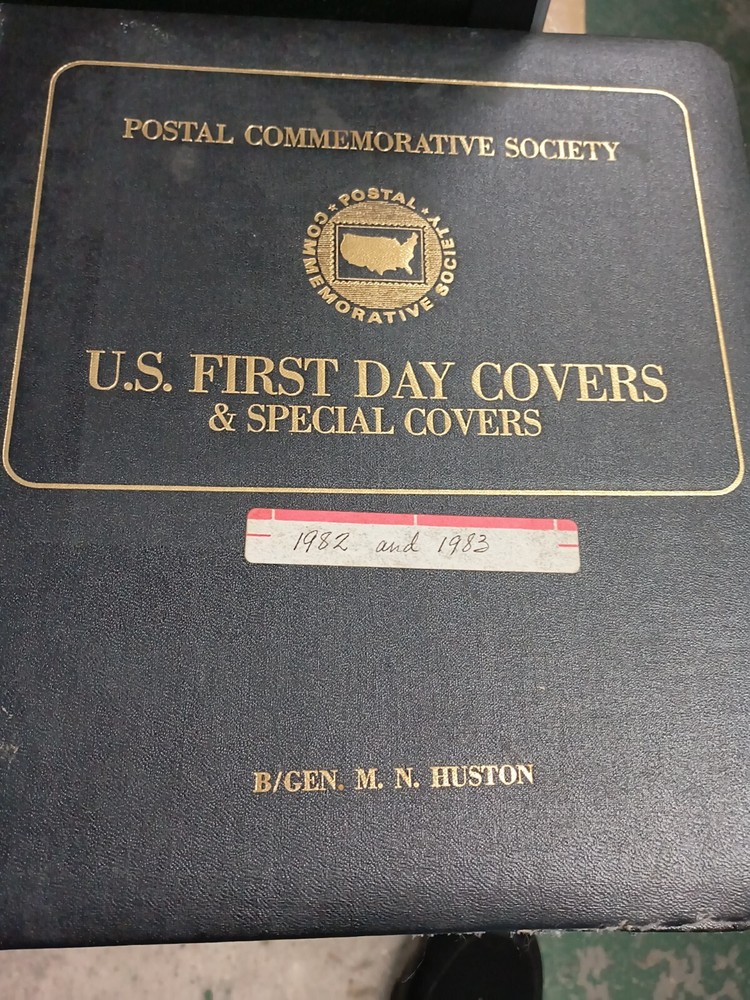 POSTAL COMMEMORATIVE SOCIETY
★ POSTAL ★
COMMEMORATIVE SOCIETY
U.S. FIRST DAY COVERS
& SPECIAL COVERS
1982 and 1983
B/GEN. M. N. HUSTON